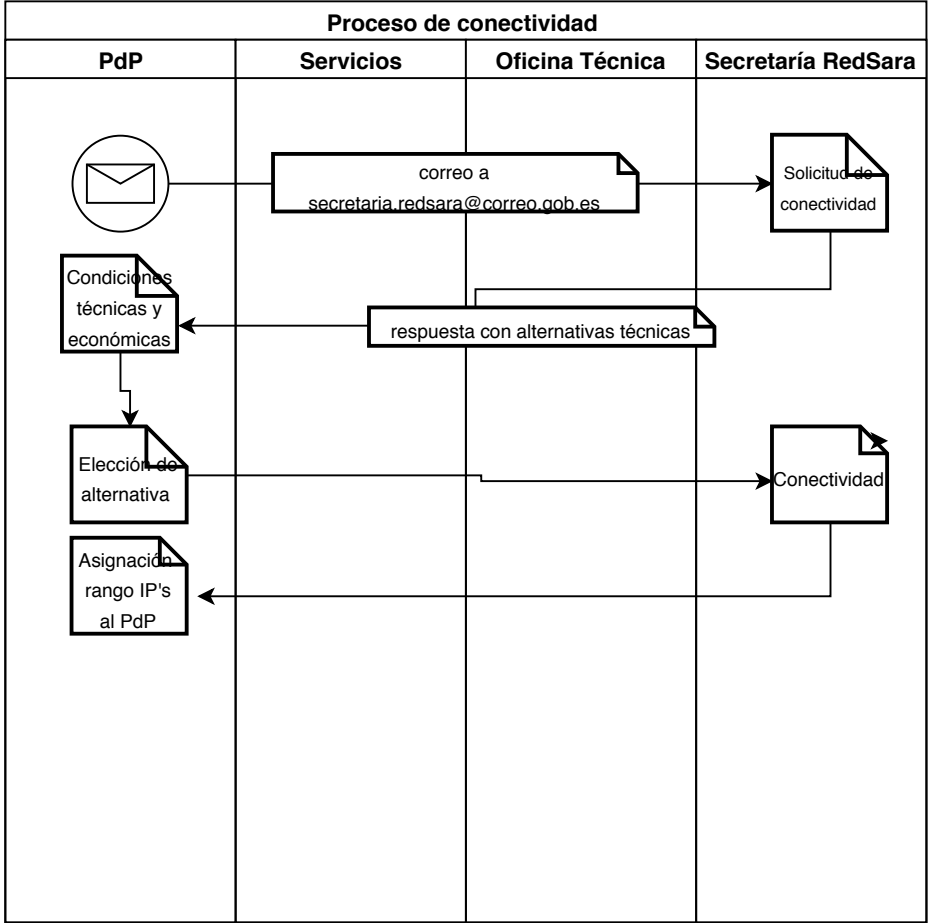 Proceso de conectividad
PdP
Servicios
Oficina Técnica
Secretaría RedSara
correo a
secretaria.redsara@correo.gob.es
Solicitud de
conectividad
Condiciones
técnicas y
económicas
respuesta con alternativas técnicas
Elección de
alternativa
Conectividad
Asignación
rango IP's
al PdP